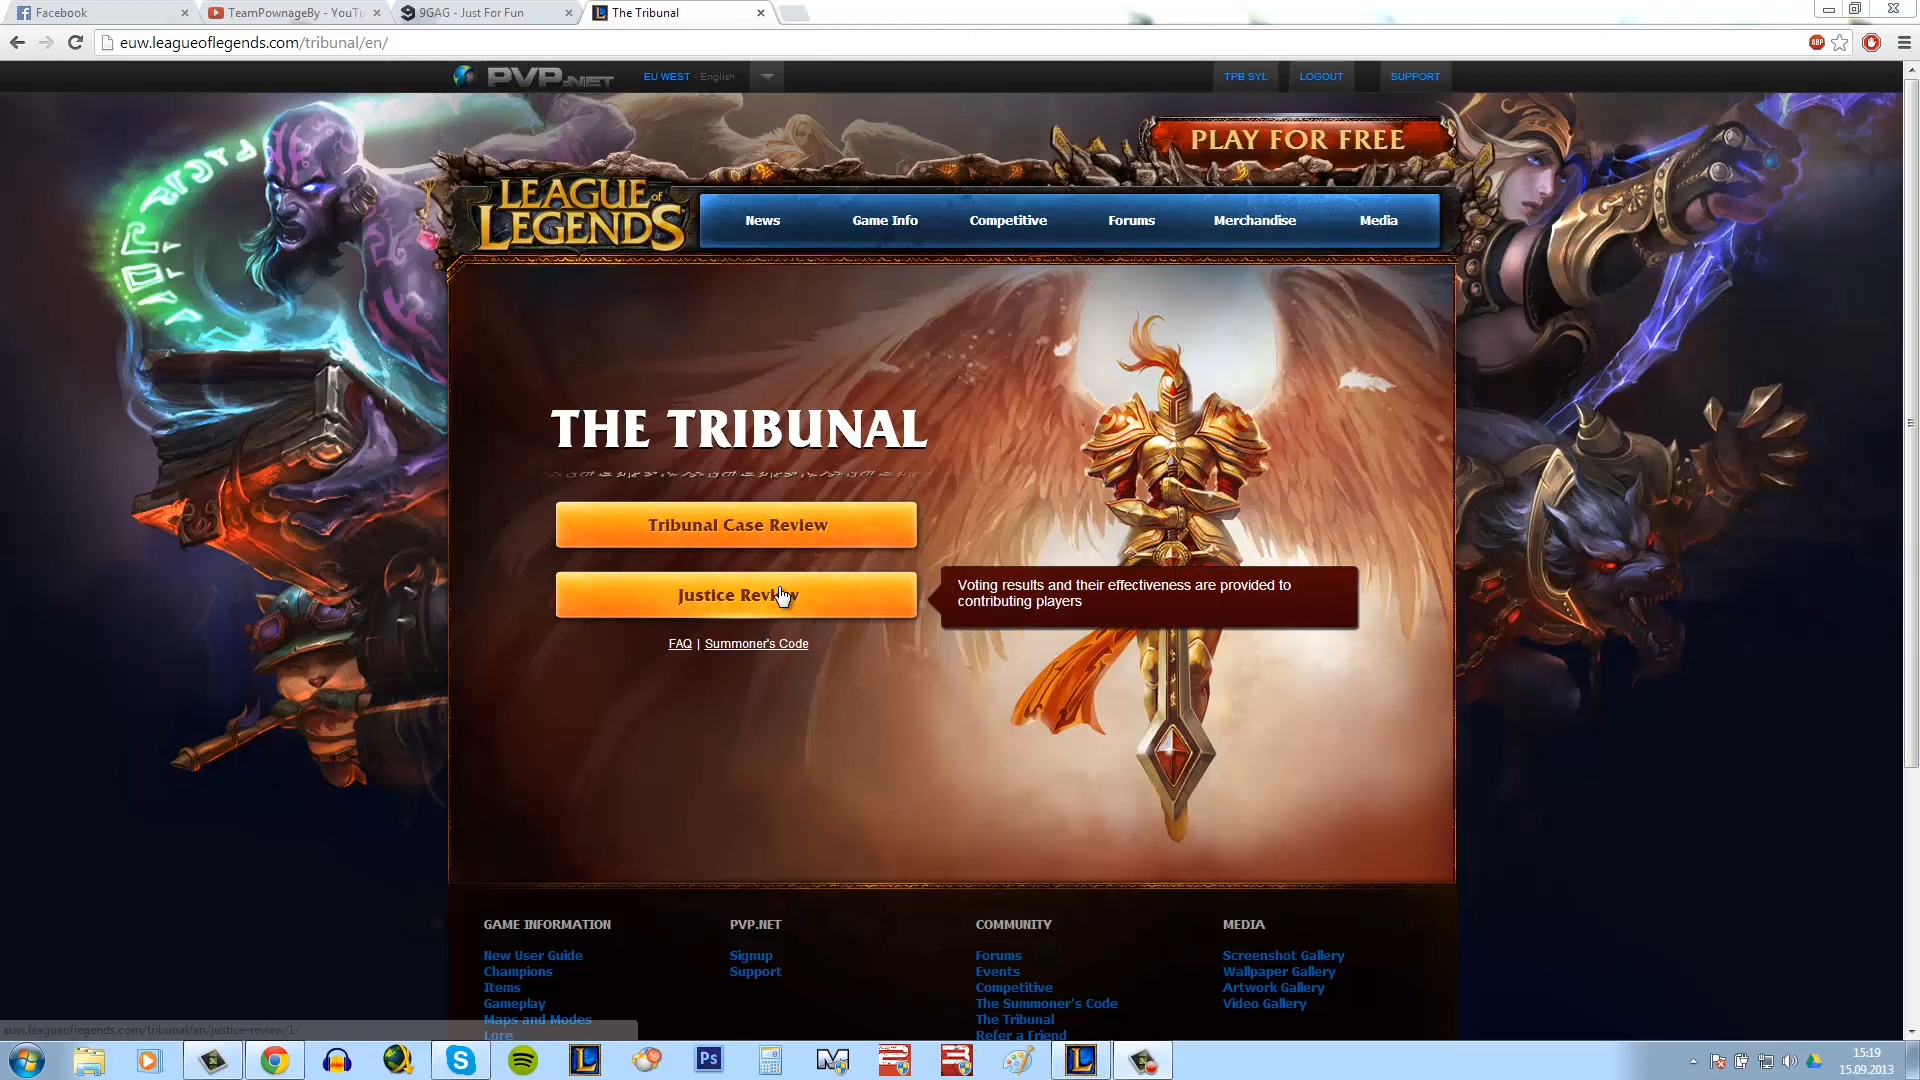 Facebook
TeamPownageBy - YouTu
9GAG - Just For Fun
The Tribunal
euw.leagueoflegends.com/tribunal/en/
ABP
PVP.NET
EU WEST - English
TPB SYL
LOGOUT
SUPPORT
PLAY FOR FREE
LEAGUE of LEGENDS
News
Game Info
Competitive
Forums
Merchandise
Media
THE TRIBUNAL
Tribunal Case Review
Justice Review
Voting results and their effectiveness are provided to
contributing players
FAQ | Summoner's Code
GAME INFORMATION
New User Guide
Champions
Items
Gameplay
Maps and Modes
Lore
PVP.NET
Signup
Support
COMMUNITY
Forums
Events
Competitive
The Summoner's Code
The Tribunal
Refer a Friend
MEDIA
Screenshot Gallery
Wallpaper Gallery
Artwork Gallery
Video Gallery
euw.leagueoflegends.com/tribunal/en/justice-review/1/
Ps
15:19
15.09.2013